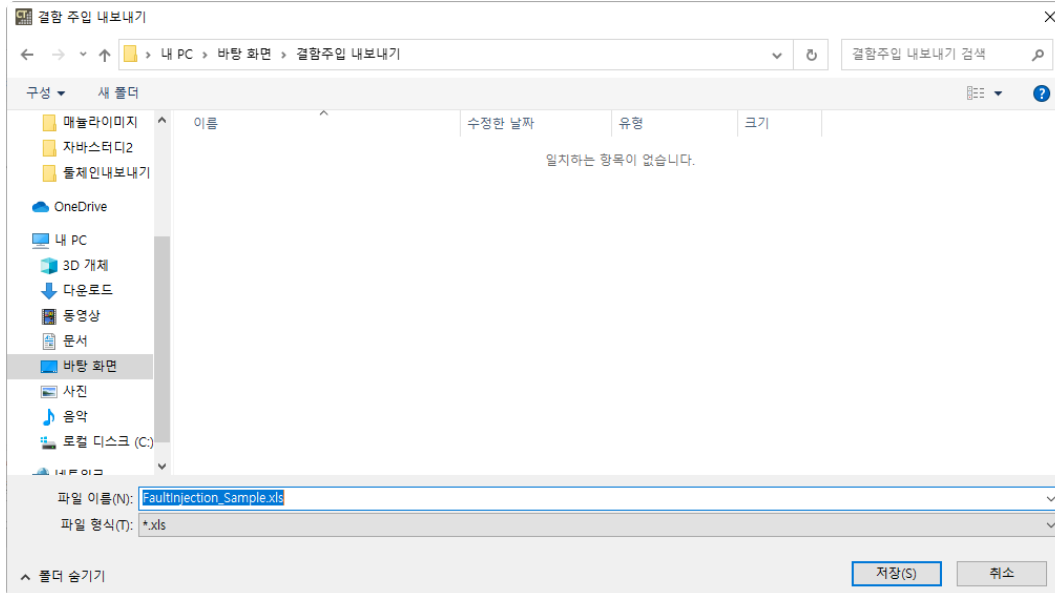 결함 주입 내보내기
내 PC > 바탕 화면 > 결함주입 내보내기
결함주입 내보내기 검색
구성
새 폴더
매뉼라이미지
자바스터디2
툴체인내보내기
OneDrive
내 PC
3D 개체
다운로드
동영상
문서
바탕 화면
사진
음악
로컬 디스크 (C:)
네트워크
이름
수정한 날짜
유형
크기
일치하는 항목이 없습니다.
파일 이름(N): FaultInjection_Sample.xls
파일 형식(T): *.xls
폴더 숨기기
저장(S)
취소